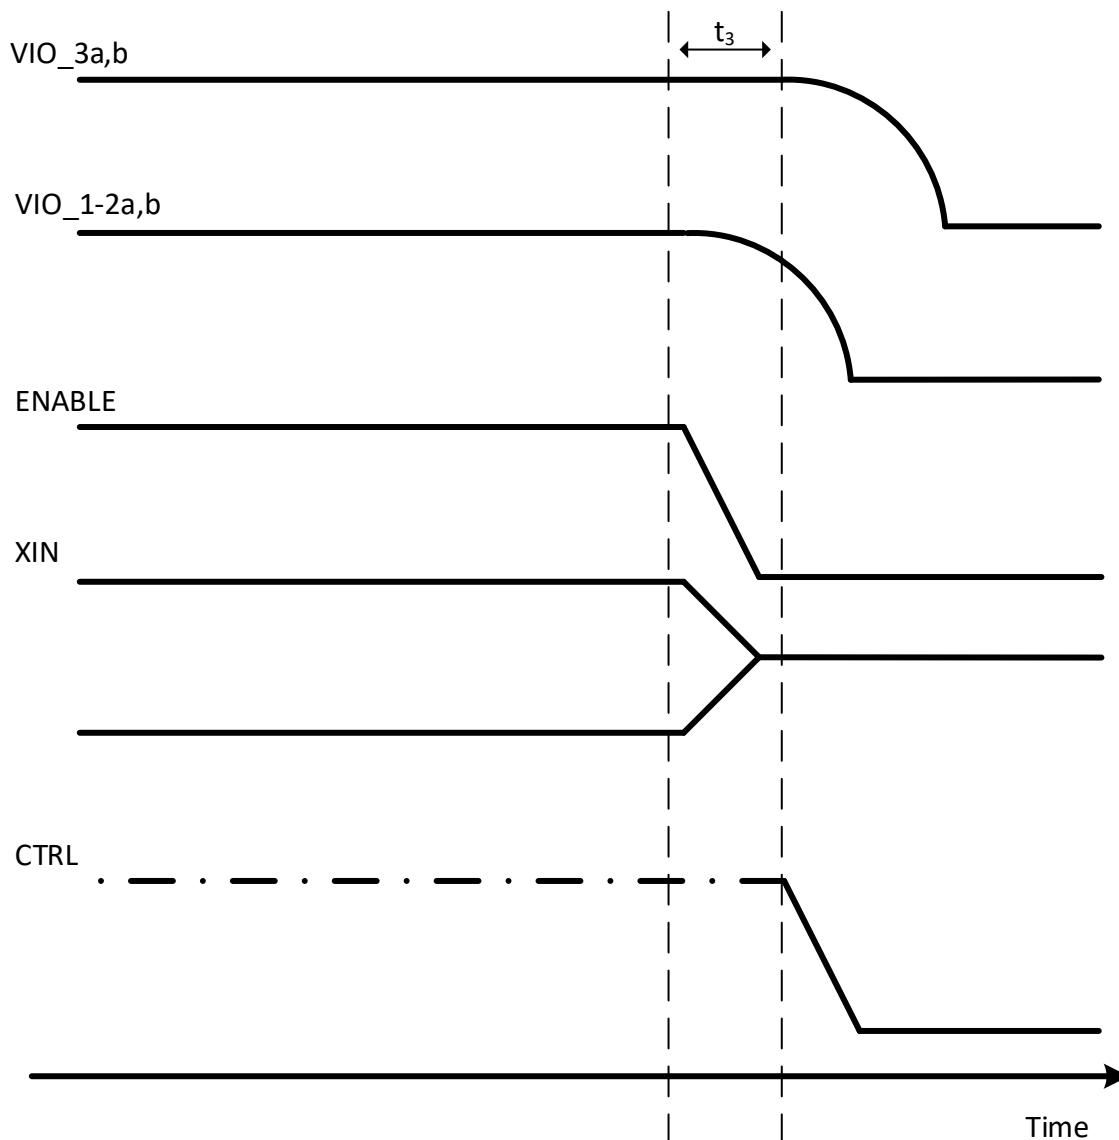 t₃
VIO_3a,b
VIO_1-2a,b
ENABLE
XIN
CTRL
Time